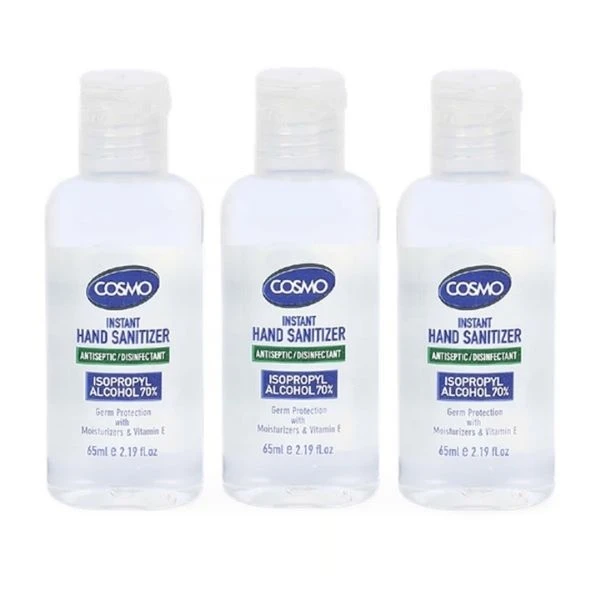 COSMO
INSTANT
HAND SANITIZER
ANTISEPTIC/DISINFECTANT
ISOPROPYL
ALCOHOL 70%
Germ Protection
with
Moisturizers & Vitamin E
65ml e 2.19 fl.oz
COSMO
INSTANT
HAND SANITIZER
ANTISEPTIC/DISINFECTANT
ISOPROPYL
ALCOHOL 70%
Germ Protection
with
Moisturizers & Vitamin E
65ml e 2.19 fl.oz
COSMO
INSTANT
HAND SANITIZER
ANTISEPTIC/DISINFECTANT
ISOPROPYL
ALCOHOL 70%
Germ Protection
with
Moisturizers & Vitamin E
65ml e 2.19 fl.oz